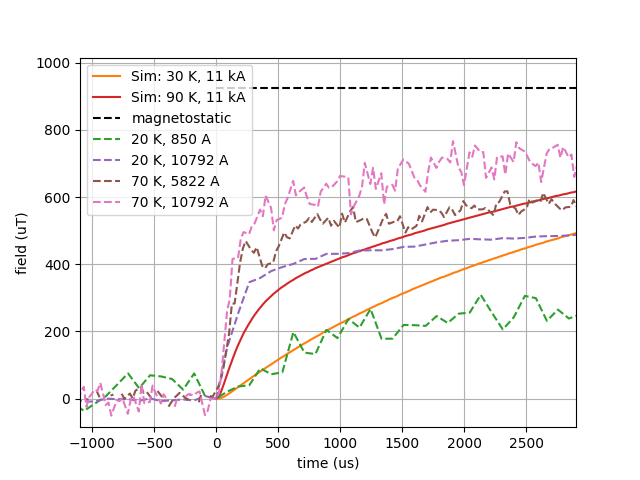 1000
800
600
400
200
0
field (uT)
Sim: 30 K, 11 kA
Sim: 90 K, 11 kA
magnetostatic
20 K, 850 A
20 K, 10792 A
70 K, 5822 A
70 K, 10792 A
−1000 −500 0 500 1000 1500 2000 2500
time (us)